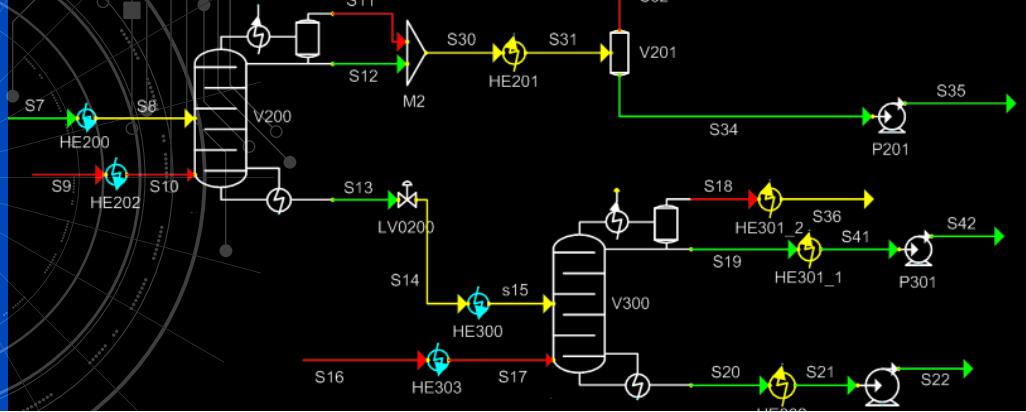 S11
S30
S31
V201
S12
HE201
M2
S7
S8
V200
S35
HE200
S34
P201
S9
S10
HE202
S13
S18
LV0200
HE301_2
S36
S41
S42
S19
HE301_1
P301
S14
s15
V300
HE300
S16
HE303
S17
S20
S21
S22